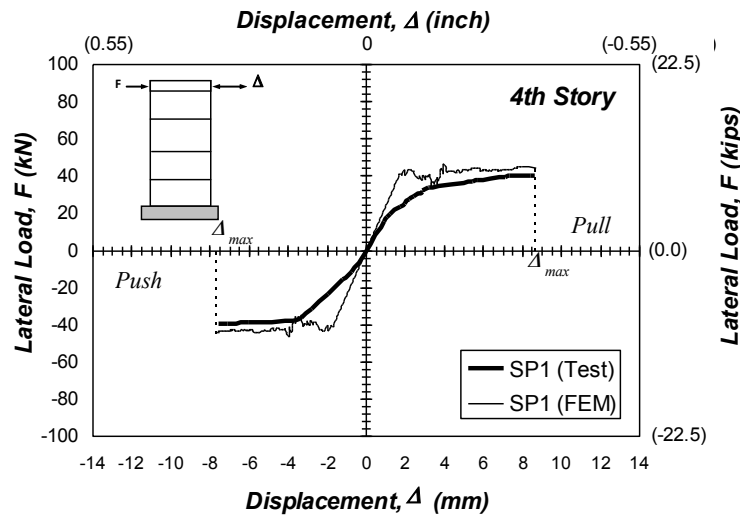 Displacement, Δ (inch)
(0.55) 0 (-0.55) )
100 (22.5)
80
60
40
20
0 (0.0)
-20
-40
-60
-80
-100 (-22.5)
Lateral Load, F (kN)
F Δ
4th Story
Δmax
Pull
Push
Δmax
SP1 (Test)
SP1 (FEM)
Lateral Load, F (kips)
-14 -12 -10 -8 -6 -4 -2 0 2 4 6 8 10 12 14
Displacement, Δ (mm)